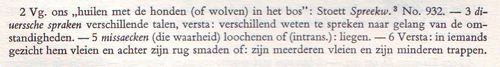 2 Vg. ons „huilen met de honden (of wolven) in het bos": Stoett Spreekw.³ No. 932. — 3 di-
uerssche spraken verschillende talen, versta: verschillend weten te spreken naar gelang van de om-
standigheden. — 5 missaecken (die waarheid) loochenen of (intrans.): liegen. — 6 Versta: in iemands
gezicht hem vleien en achter zijn rug smaden of: zijn meerderen vleien en zijn minderen trappen.